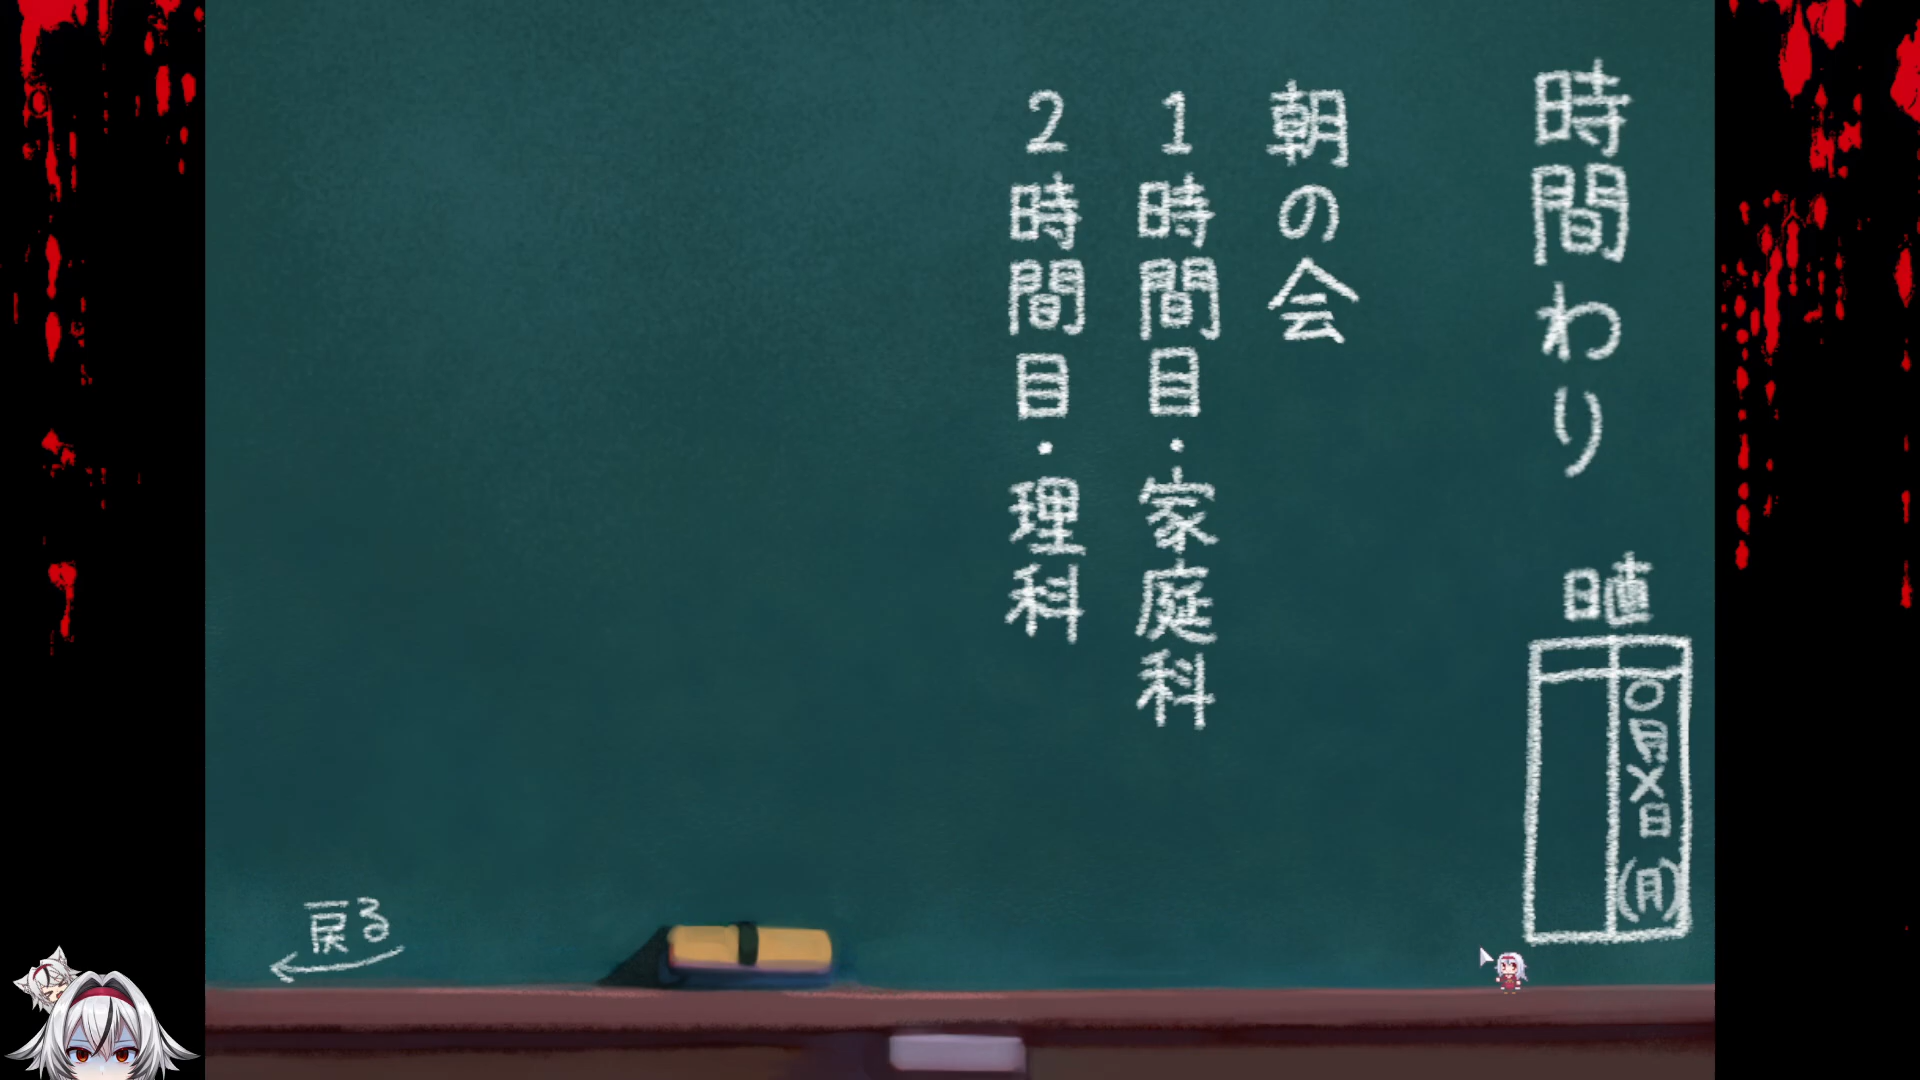 時間わり
日直
〇月×日(月)
朝の会
1時間目・家庭科
2時間目・理科
戻る